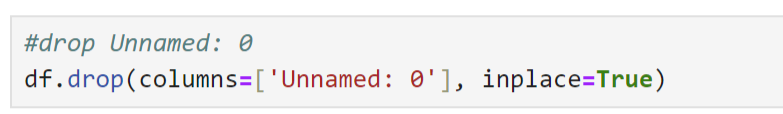 #drop Unnamed: 0
df.drop(columns=['Unnamed: 0'], inplace=True)